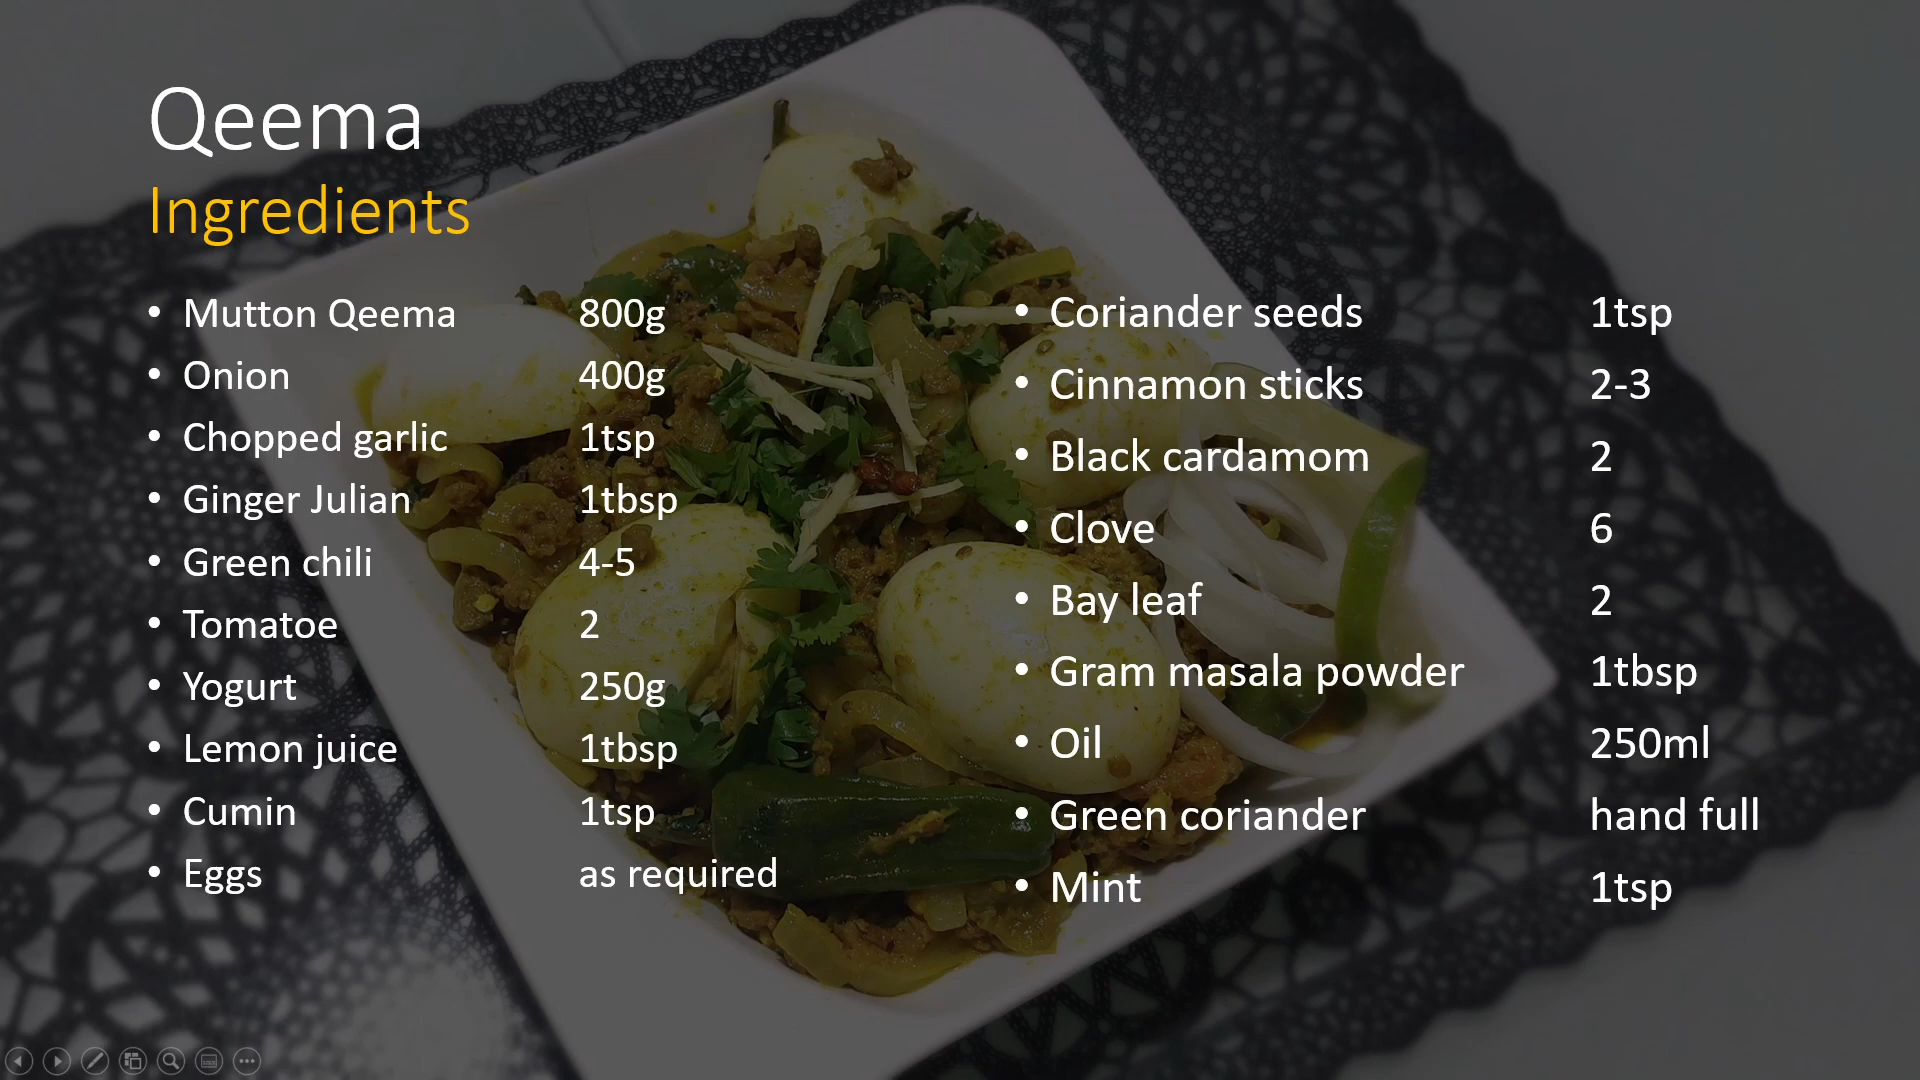 Qeema
Ingredients
• Mutton Qeema 800g
• Onion 400g
• Chopped garlic 1tsp
• Ginger Julian 1tbsp
• Green chili 4-5
• Tomatoe 2
• Yogurt 250g
• Lemon juice 1tbsp
• Cumin 1tsp
• Eggs as required
• Coriander seeds 1tsp
• Cinnamon sticks 2-3
• Black cardamom 2
• Clove 6
• Bay leaf 2
• Gram masala powder 1tbsp
• Oil 250ml
• Green coriander hand full
• Mint 1tsp